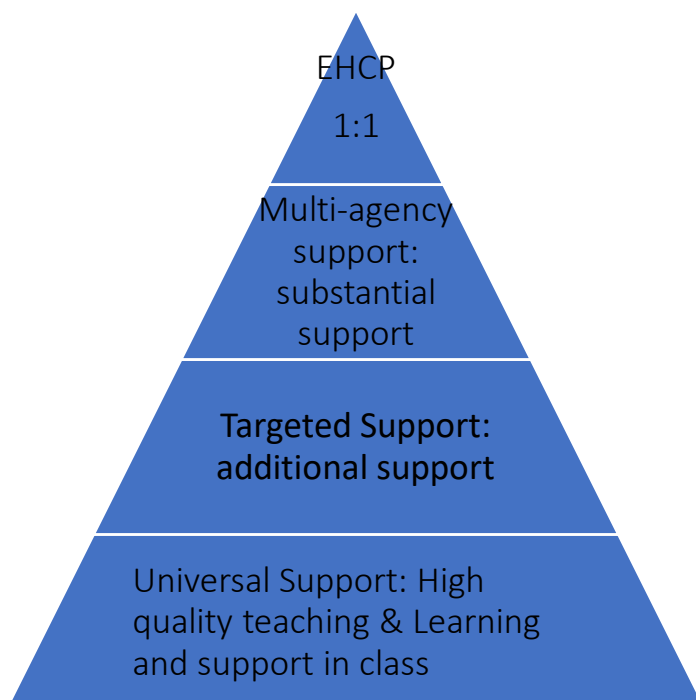 EHCP
1:1
Multi-agency
support:
substantial
support
Targeted Support:
additional support
Universal Support: High
quality teaching & Learning
and support in class